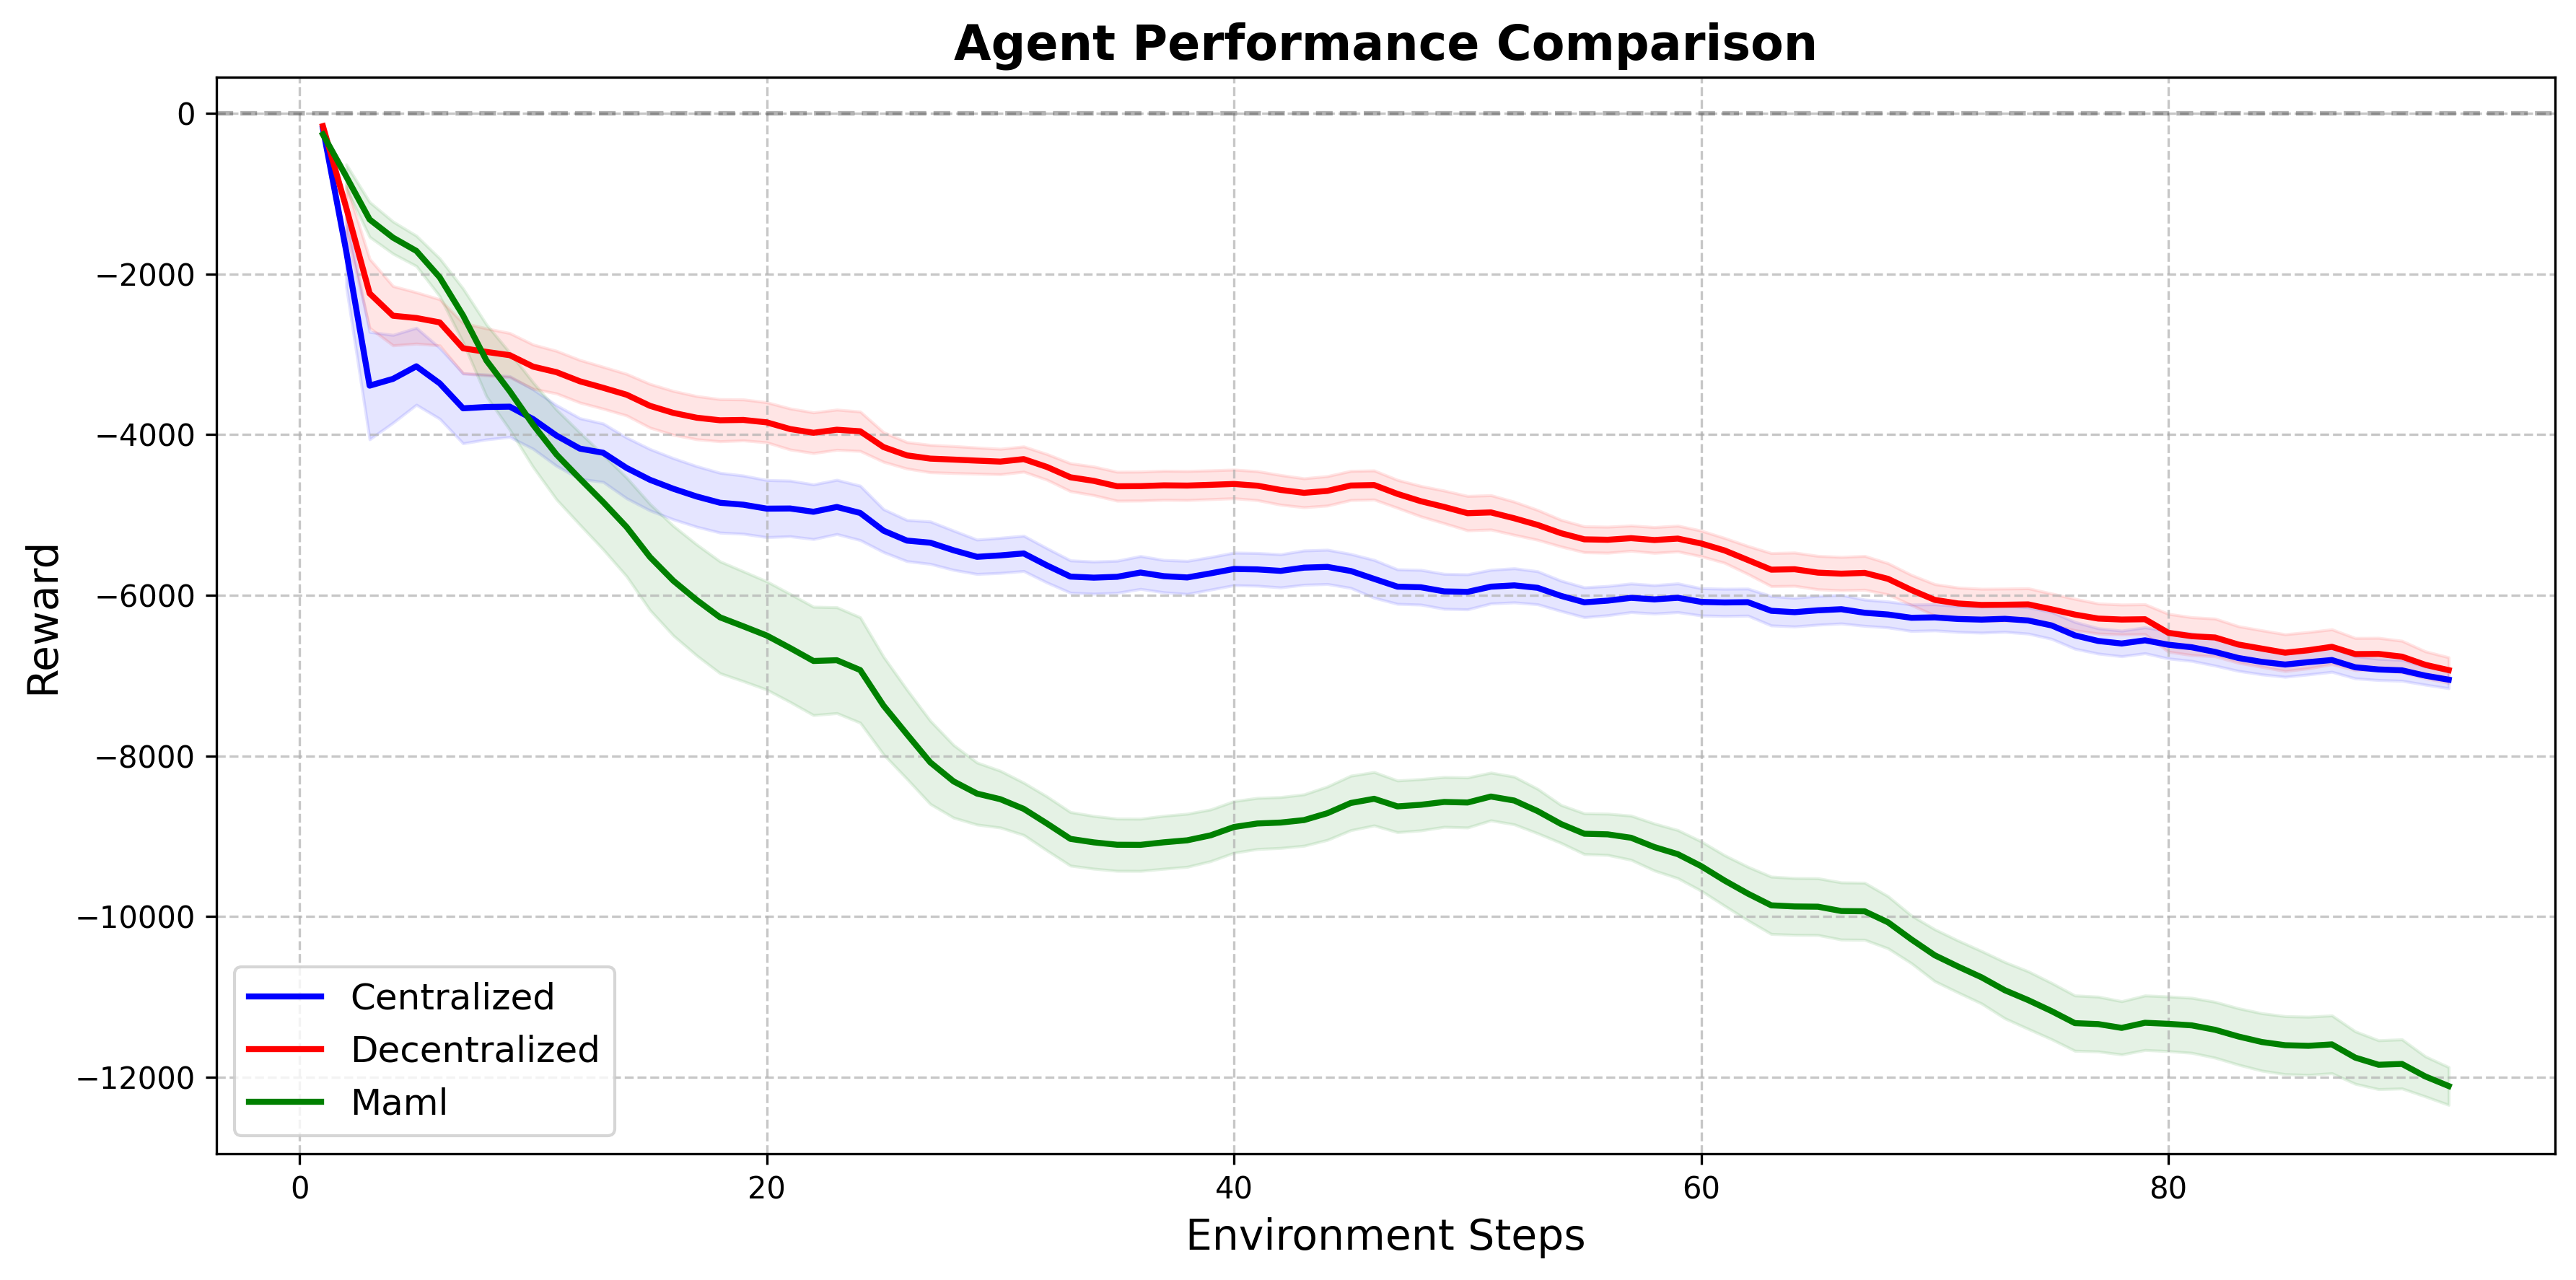 Agent Performance Comparison
0
−2000
−4000
−6000
−8000
−10000
−12000
Reward
Centralized
Decentralized
Maml
0 20 40 60 80
Environment Steps